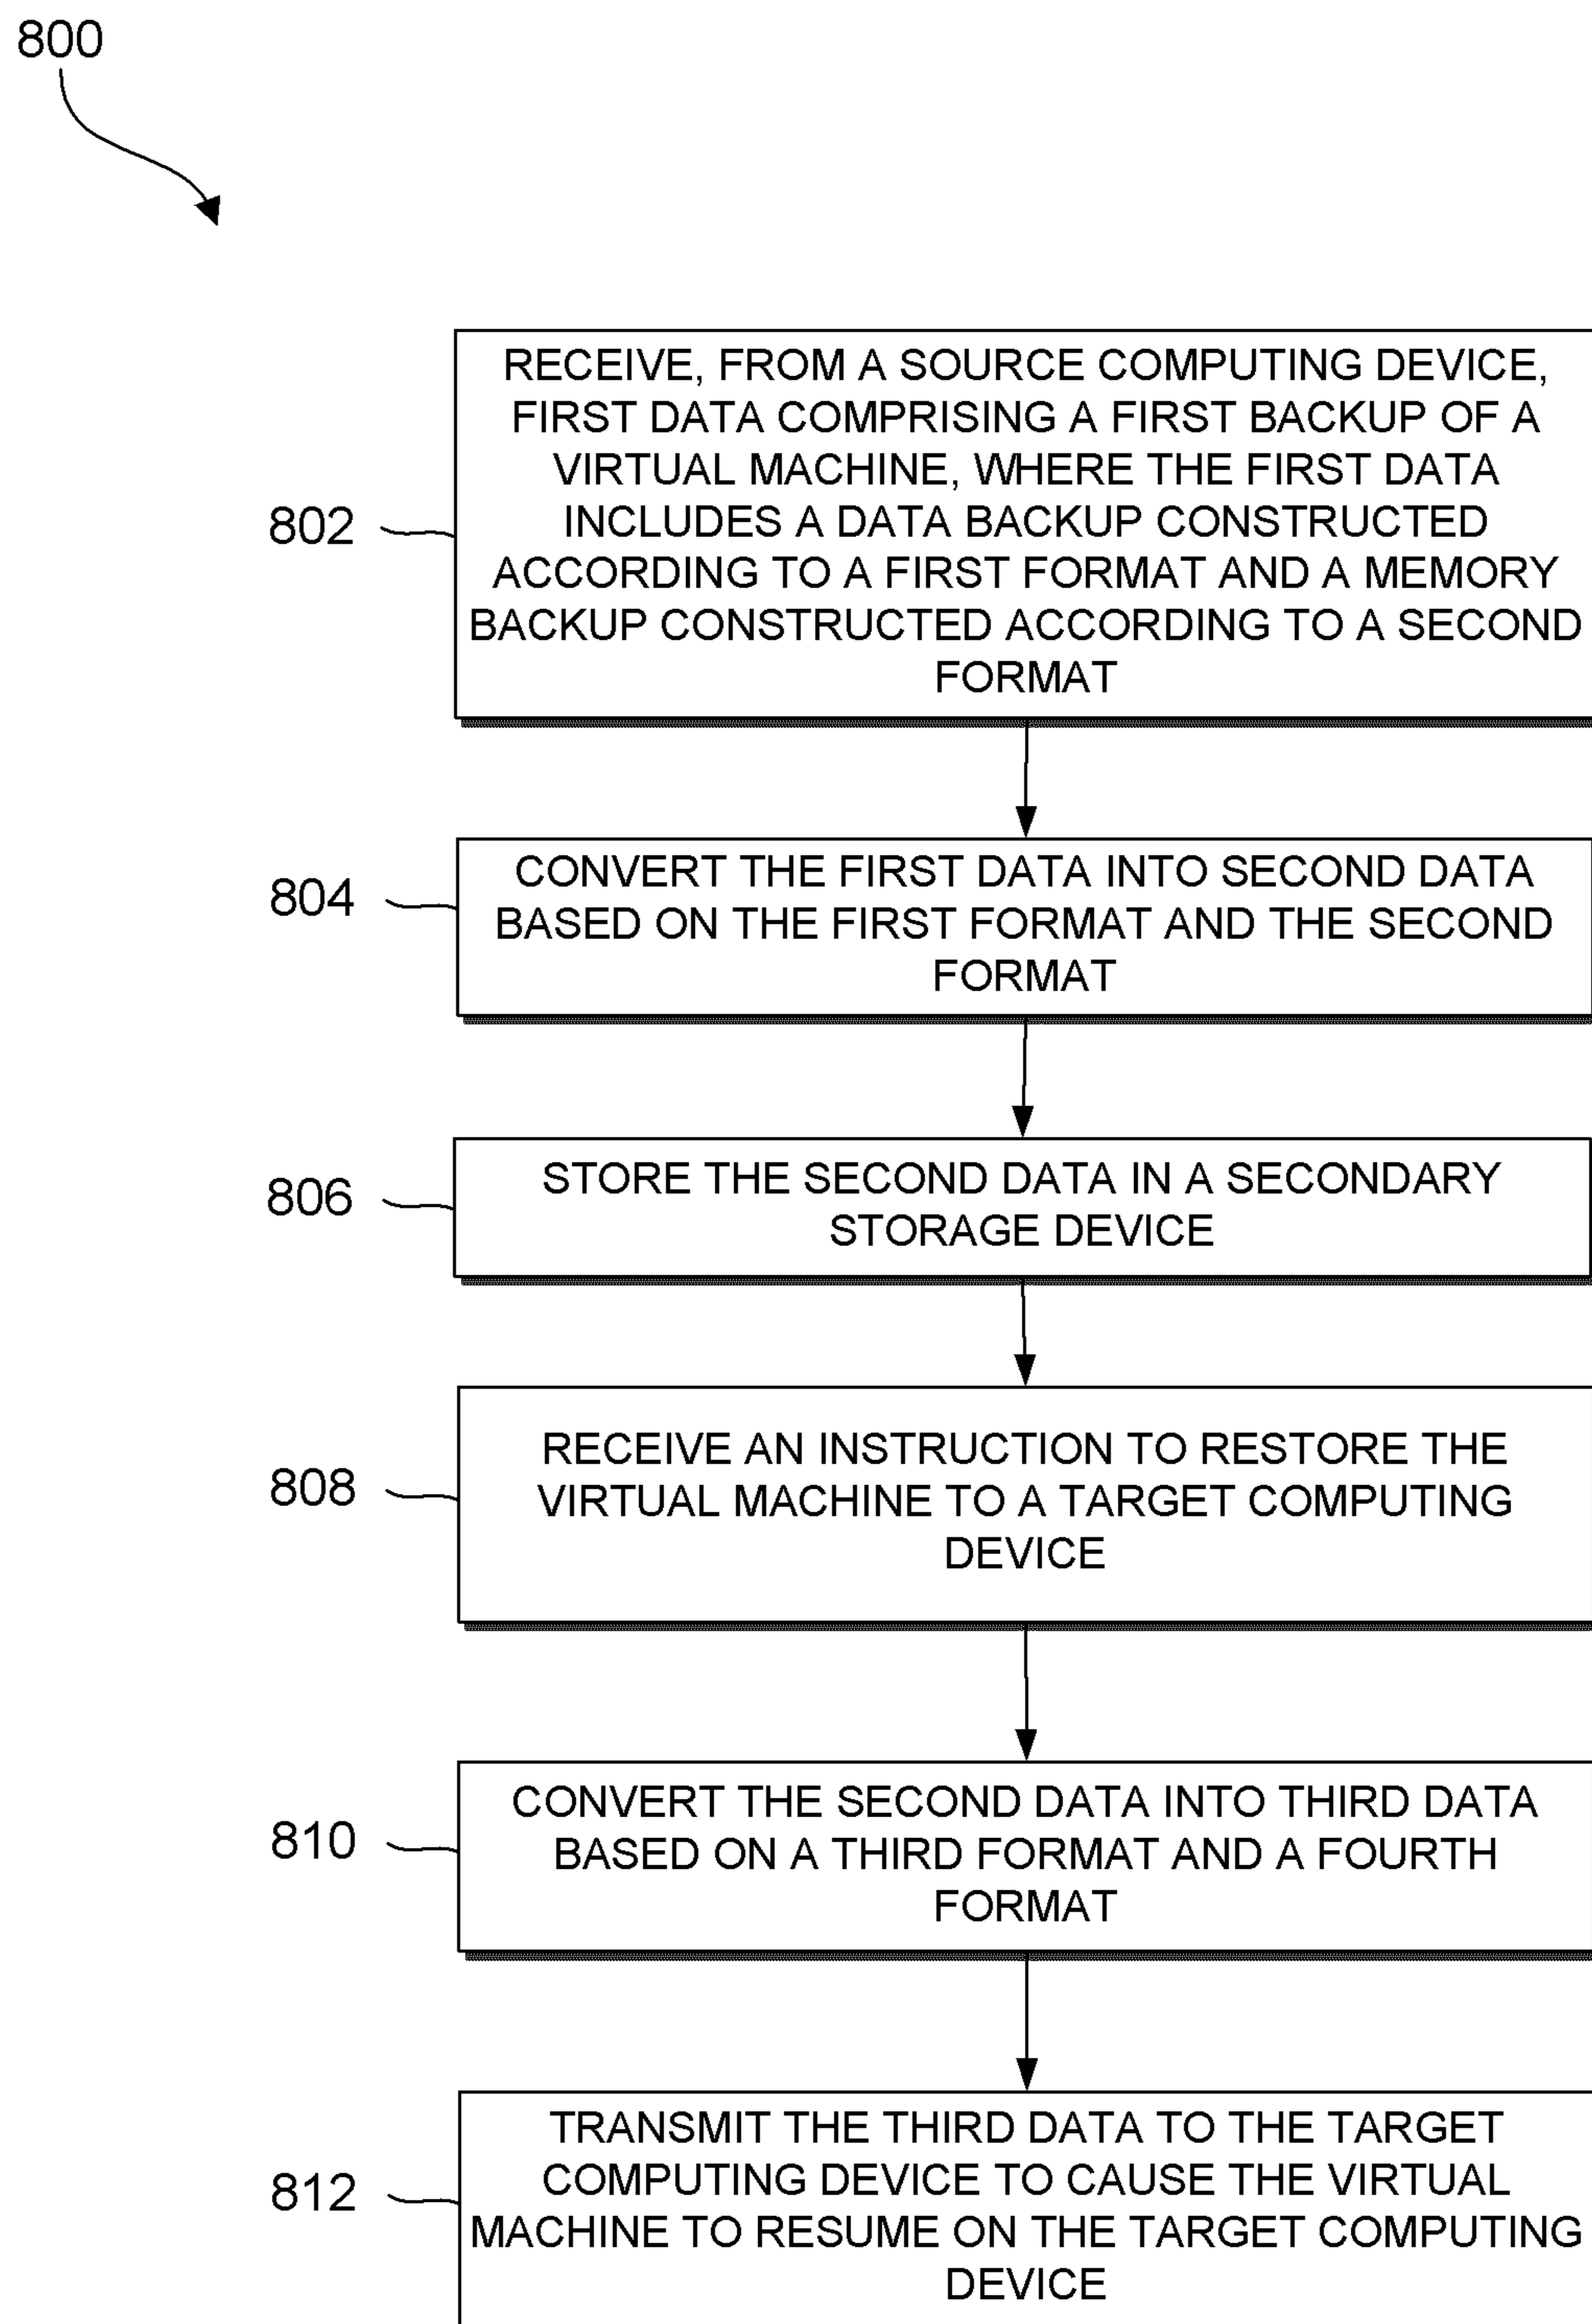 800
RECEIVE, FROM A SOURCE COMPUTING DEVICE,
FIRST DATA COMPRISING A FIRST BACKUP OF A
VIRTUAL MACHINE, WHERE THE FIRST DATA
INCLUDES A DATA BACKUP CONSTRUCTED
ACCORDING TO A FIRST FORMAT AND A MEMORY
BACKUP CONSTRUCTED ACCORDING TO A SECOND
FORMAT
802
CONVERT THE FIRST DATA INTO SECOND DATA
BASED ON THE FIRST FORMAT AND THE SECOND
FORMAT
804
STORE THE SECOND DATA IN A SECONDARY
STORAGE DEVICE
806
RECEIVE AN INSTRUCTION TO RESTORE THE
VIRTUAL MACHINE TO A TARGET COMPUTING
DEVICE
808
CONVERT THE SECOND DATA INTO THIRD DATA
BASED ON A THIRD FORMAT AND A FOURTH
FORMAT
810
TRANSMIT THE THIRD DATA TO THE TARGET
COMPUTING DEVICE TO CAUSE THE VIRTUAL
MACHINE TO RESUME ON THE TARGET COMPUTING
DEVICE
812